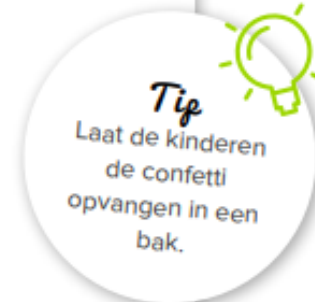 Tip
Laat de kinderen
de confetti
opvangen in een
bak.